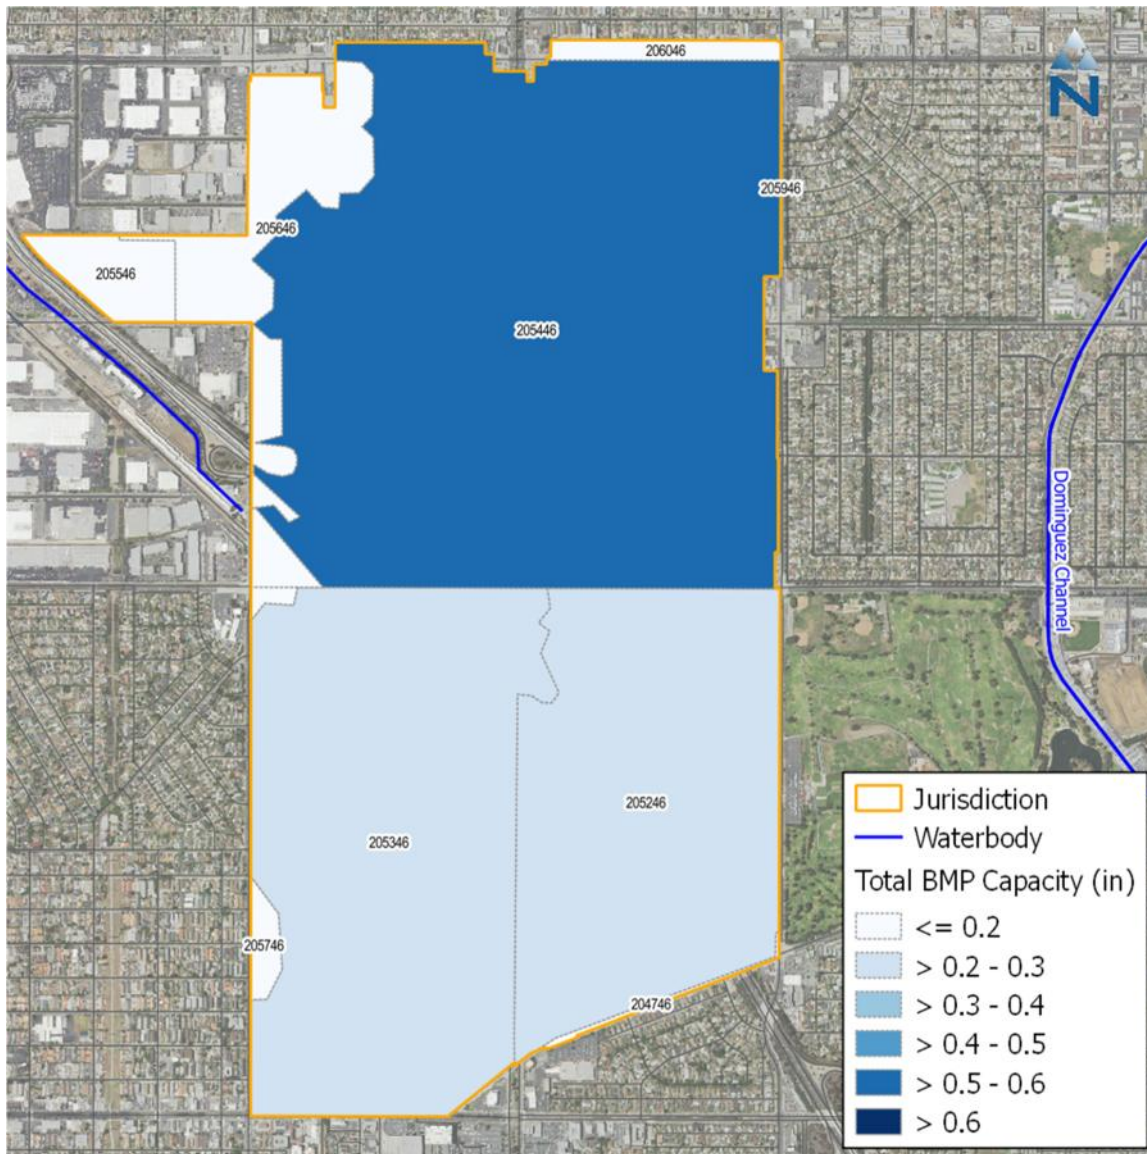 206046
N
205946
205646
205546
205446
Dominguez Channel
205246
205346
205746
204746
Jurisdiction
Waterbody
Total BMP Capacity (in)
<= 0.2
> 0.2 - 0.3
> 0.3 - 0.4
> 0.4 - 0.5
> 0.5 - 0.6
> 0.6